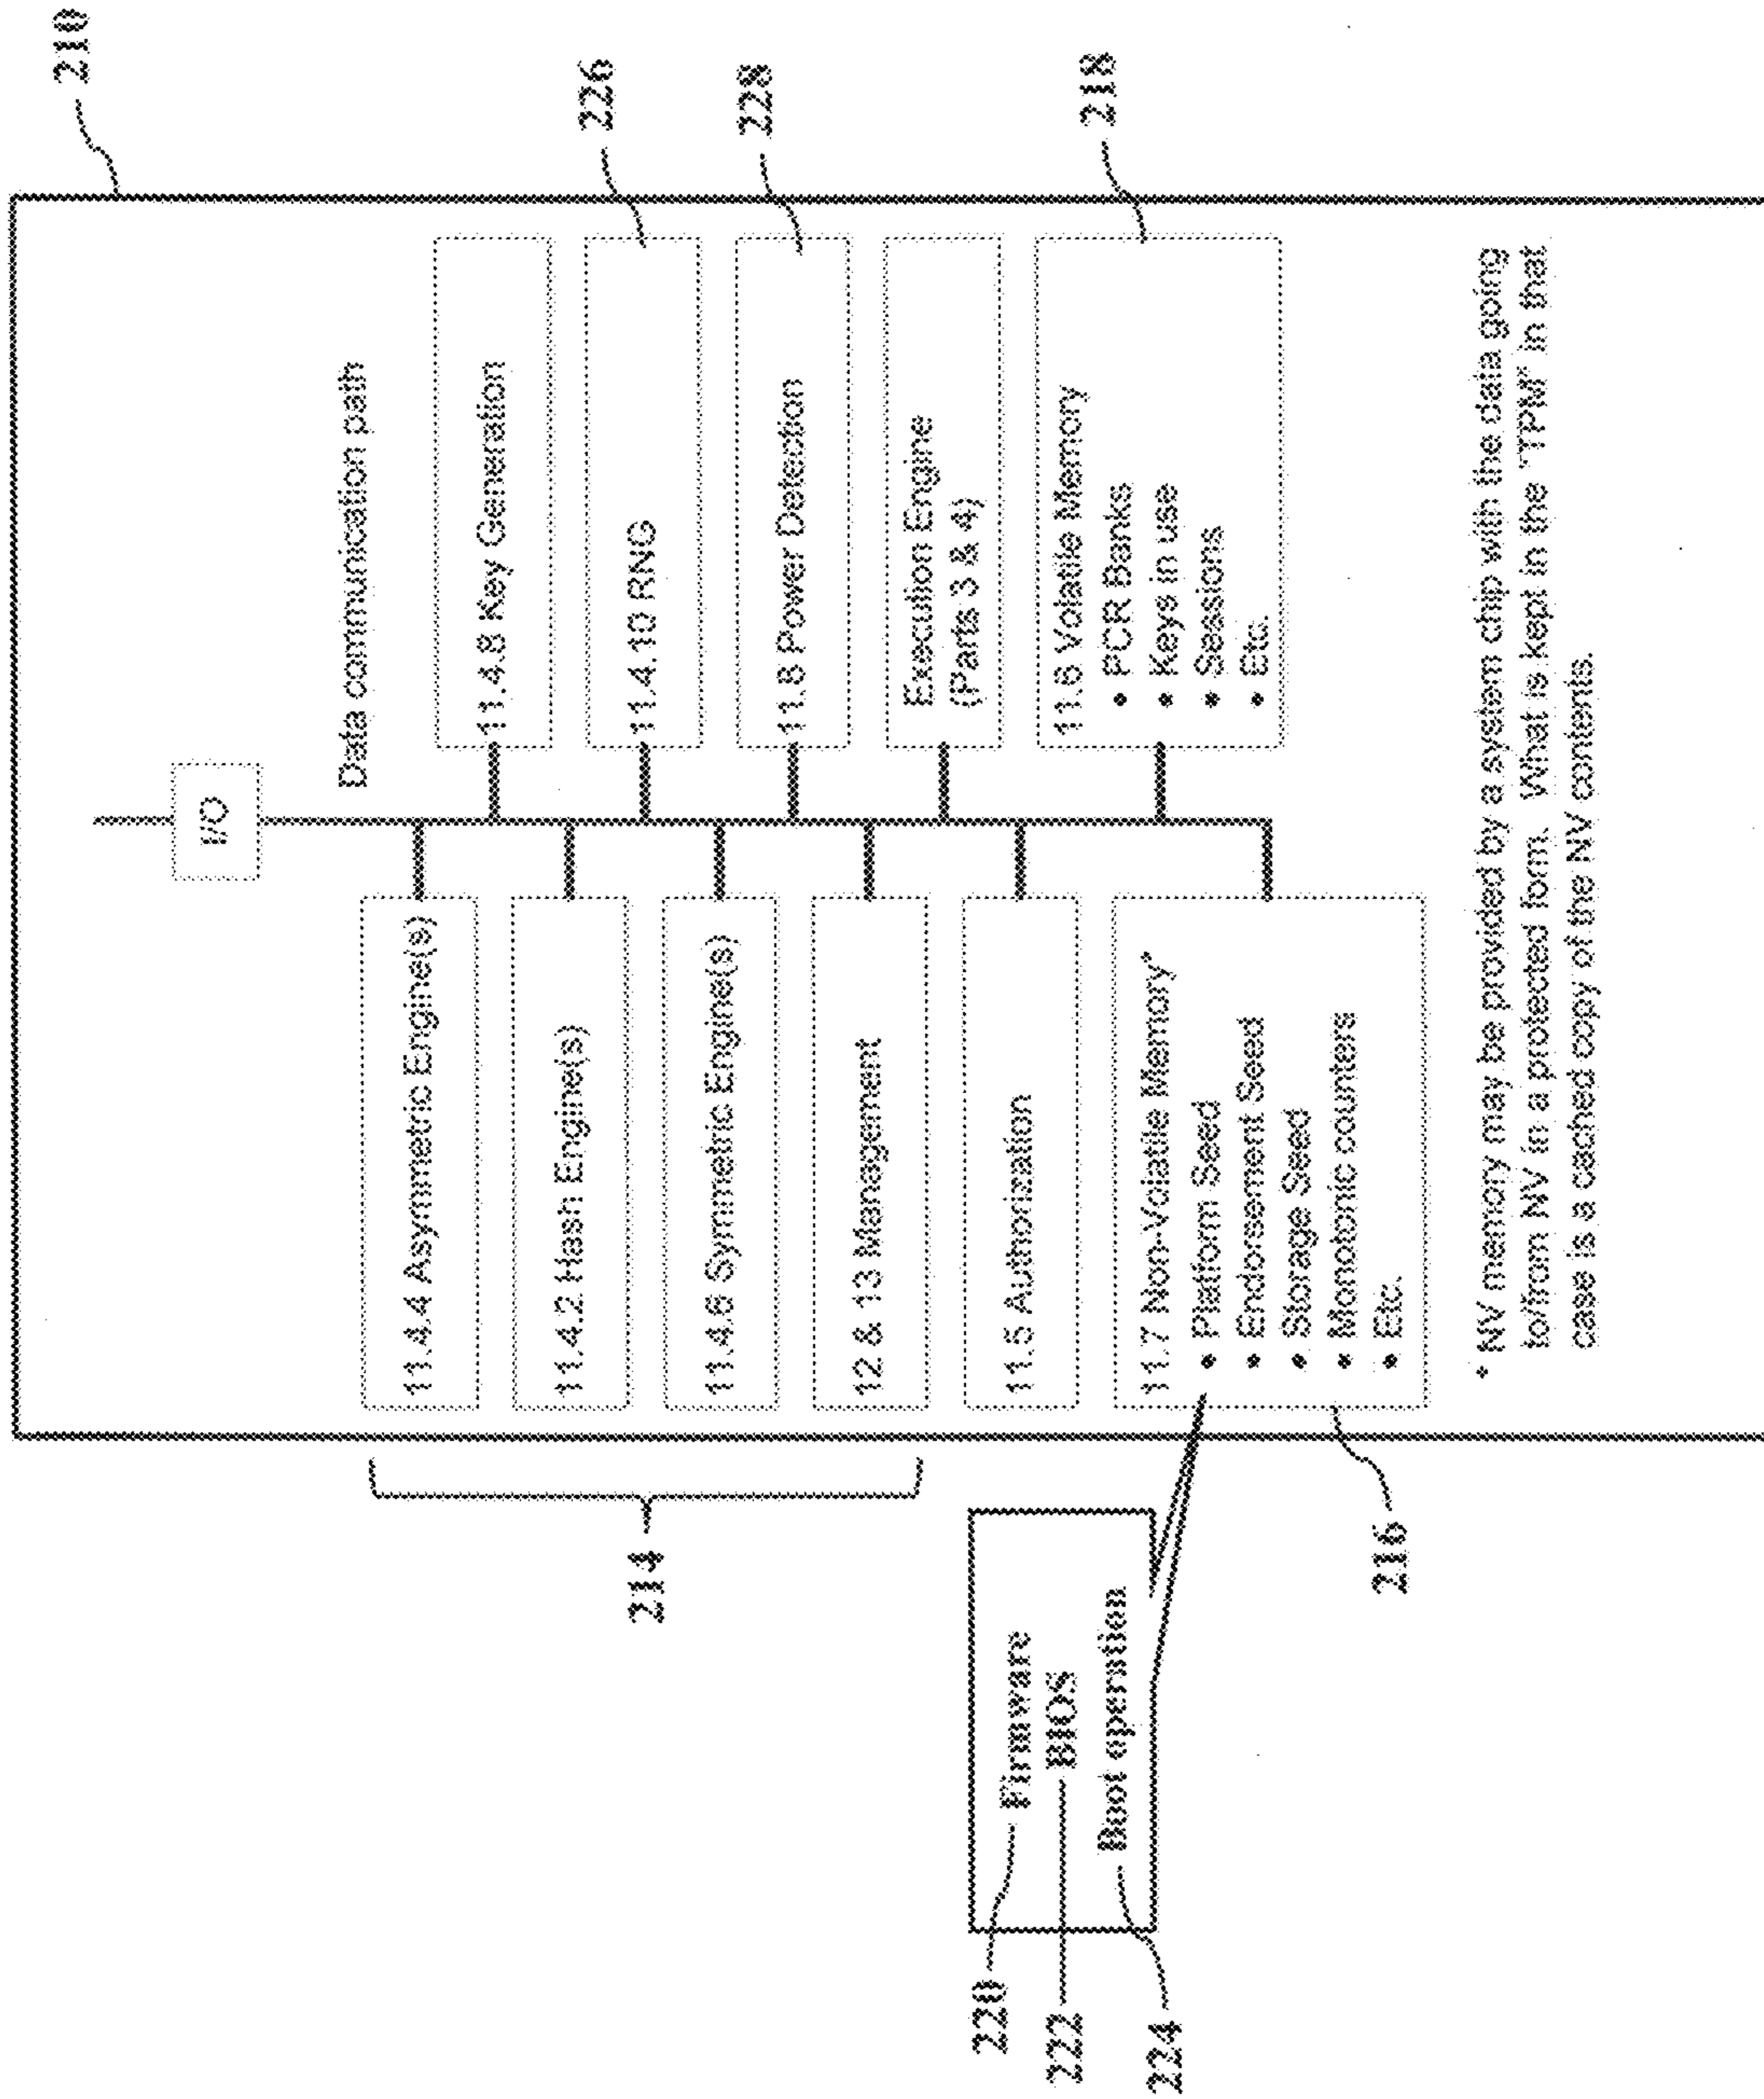 210
I/O
Data communication path
11.4.4 Asymmetric Engine(s)
11.4.2 Hash Engine(s)
11.4.6 Symmetric Engine(s)
12 & 13 Management
11.5 Authorization
11.7 Non-Volatile Memory*
• Platform Seed
• Endorsement Seed
• Storage Seed
• Monotonic counters
• Etc.
11.4.8 Key Generation
11.4.10 RNG
226
11.8 Power Detection
228
Execution Engine
(Parts 3 & 4)
11.6 Volatile Memory
• PCR Banks
• Keys in use
• Sessions
• Etc.
218
214
216
220
Firmware
222
BIOS
224
Boot operation
* NV memory may be provided by a system chip with the data going
to/from NV in a protected form. What is kept in the "TPM" in that
case is a cached copy of the NV contents.